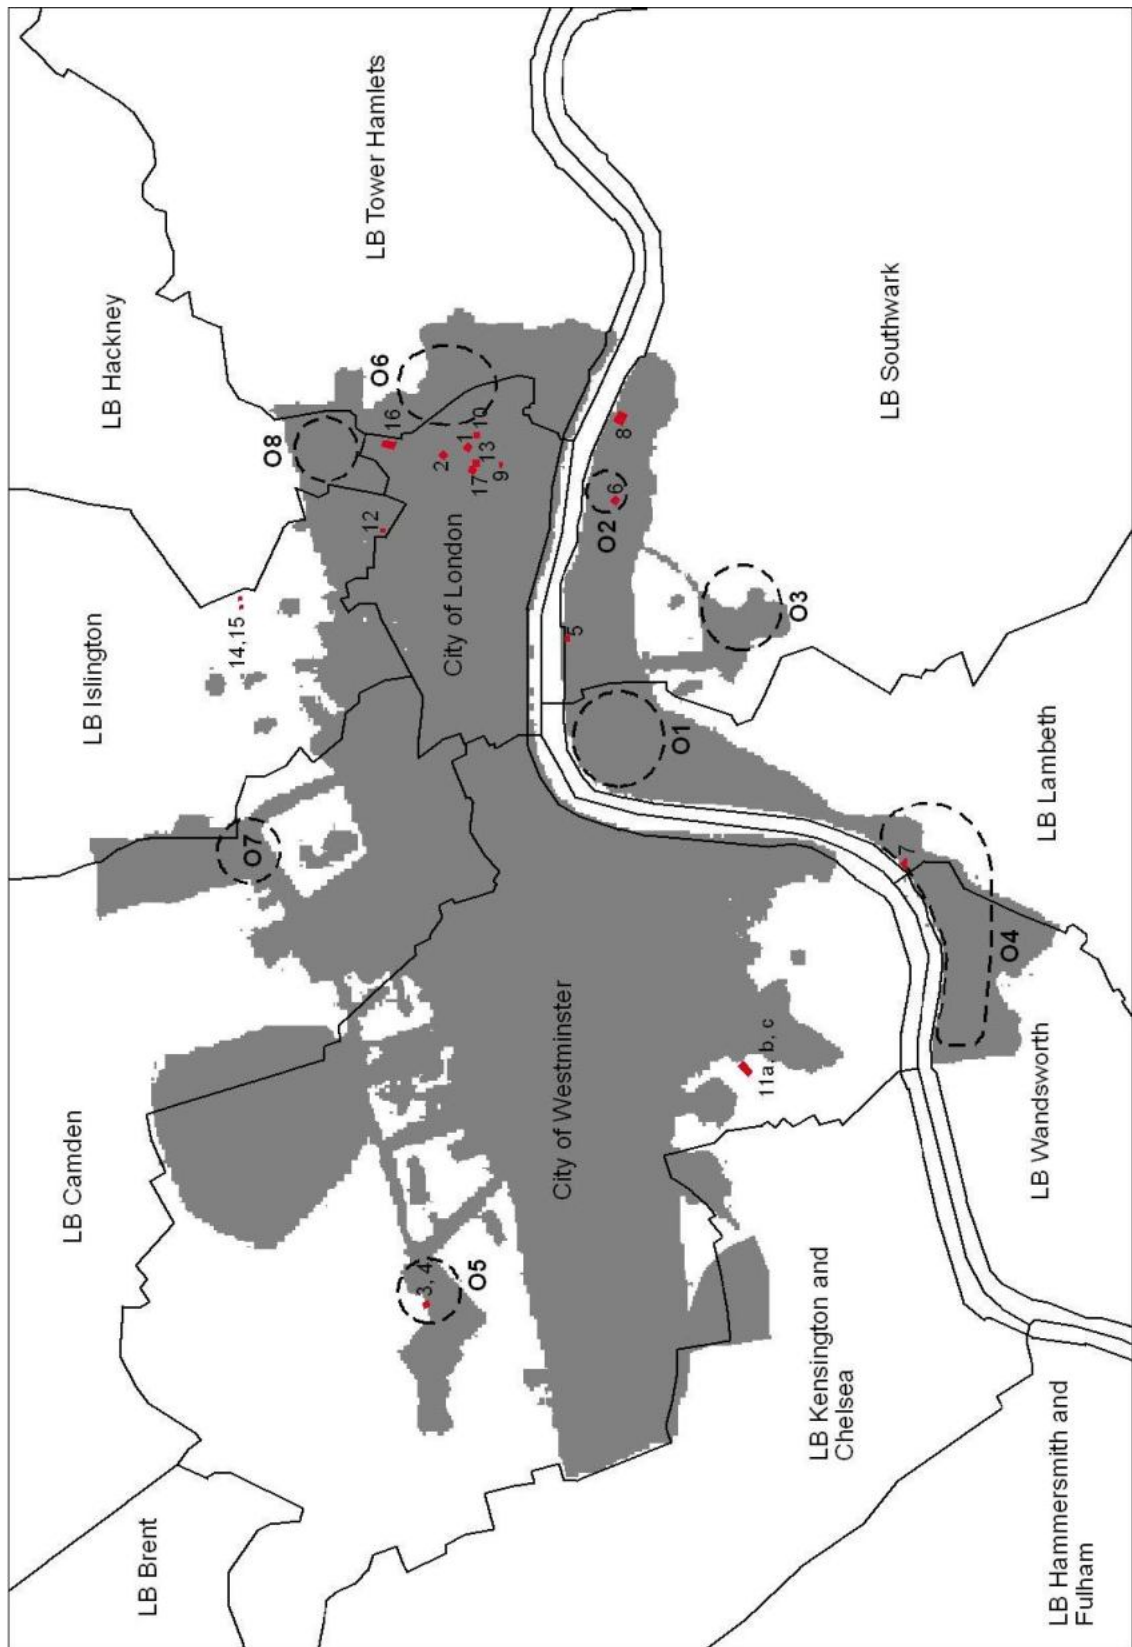 LB Brent
LB Camden
LB Islington
LB Hackney
O7
14,15
O8
12
16
O6
LB Tower Hamlets
3, 4
O5
2
1
10
17
13
9
City of London
City of Westminster
5
O2
6
8
O1
O3
LB Southwark
11a, b, c
7
O4
LB Kensington and
Chelsea
LB Wandsworth
LB Lambeth
LB Hammersmith and
Fulham